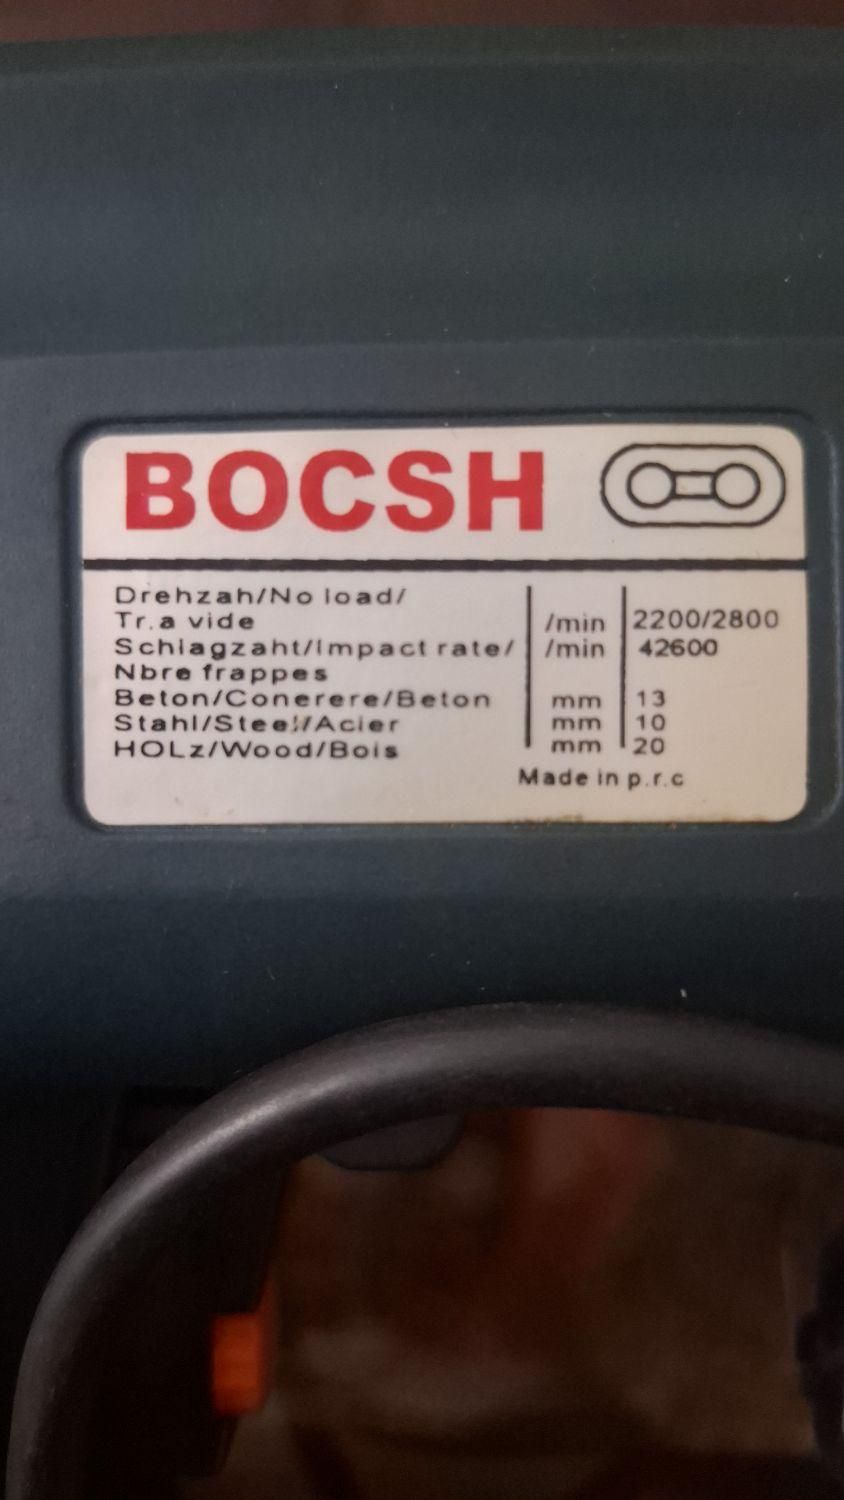 BOCSH
Drehzah/No load/
Tr.a vide /min 2200/2800
Schlagzaht/Impact rate/ /min 42600
Nbre frappes
Beton/Conerere/Beton mm 13
Stahl/Steel/Acier mm 10
HOLz/Wood/Bois mm 20
Made in p.r.c